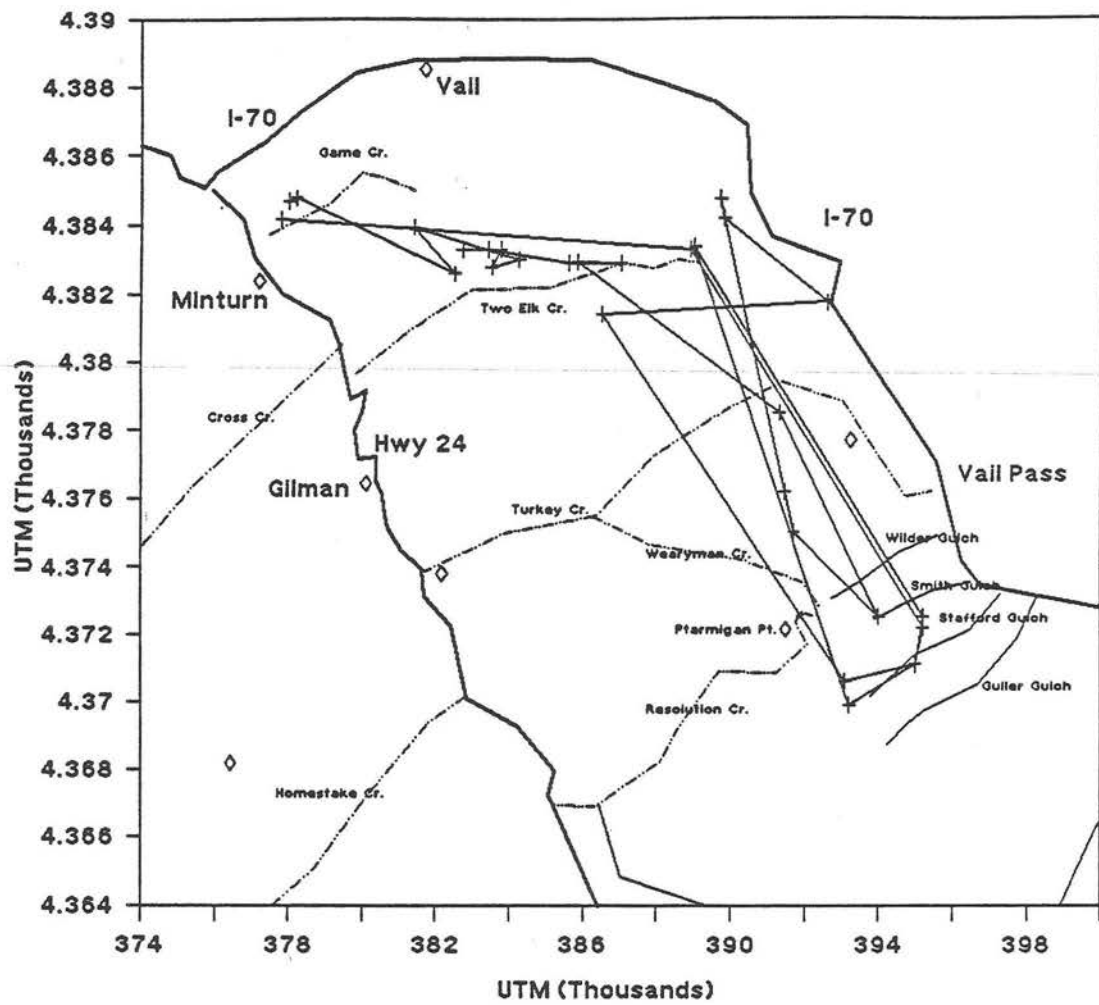 4.39
4.388
4.386
4.384
4.382
4.38
4.378
4.376
4.374
4.372
4.37
4.368
4.366
4.364
UTM (Thousands)
Vail
I-70
Game Cr.
I-70
Minturn
Two Elk Cr.
Cross Cr.
Hwy 24
Gilman
Vail Pass
Turkey Cr.
Wearyman Cr.
Wilder Gulch
Smith Gulch
Stafford Gulch
Ptarmigan Pt.
Guller Gulch
Resolution Cr.
Homestake Cr.
374 378 382 386 390 394 398
UTM (Thousands)